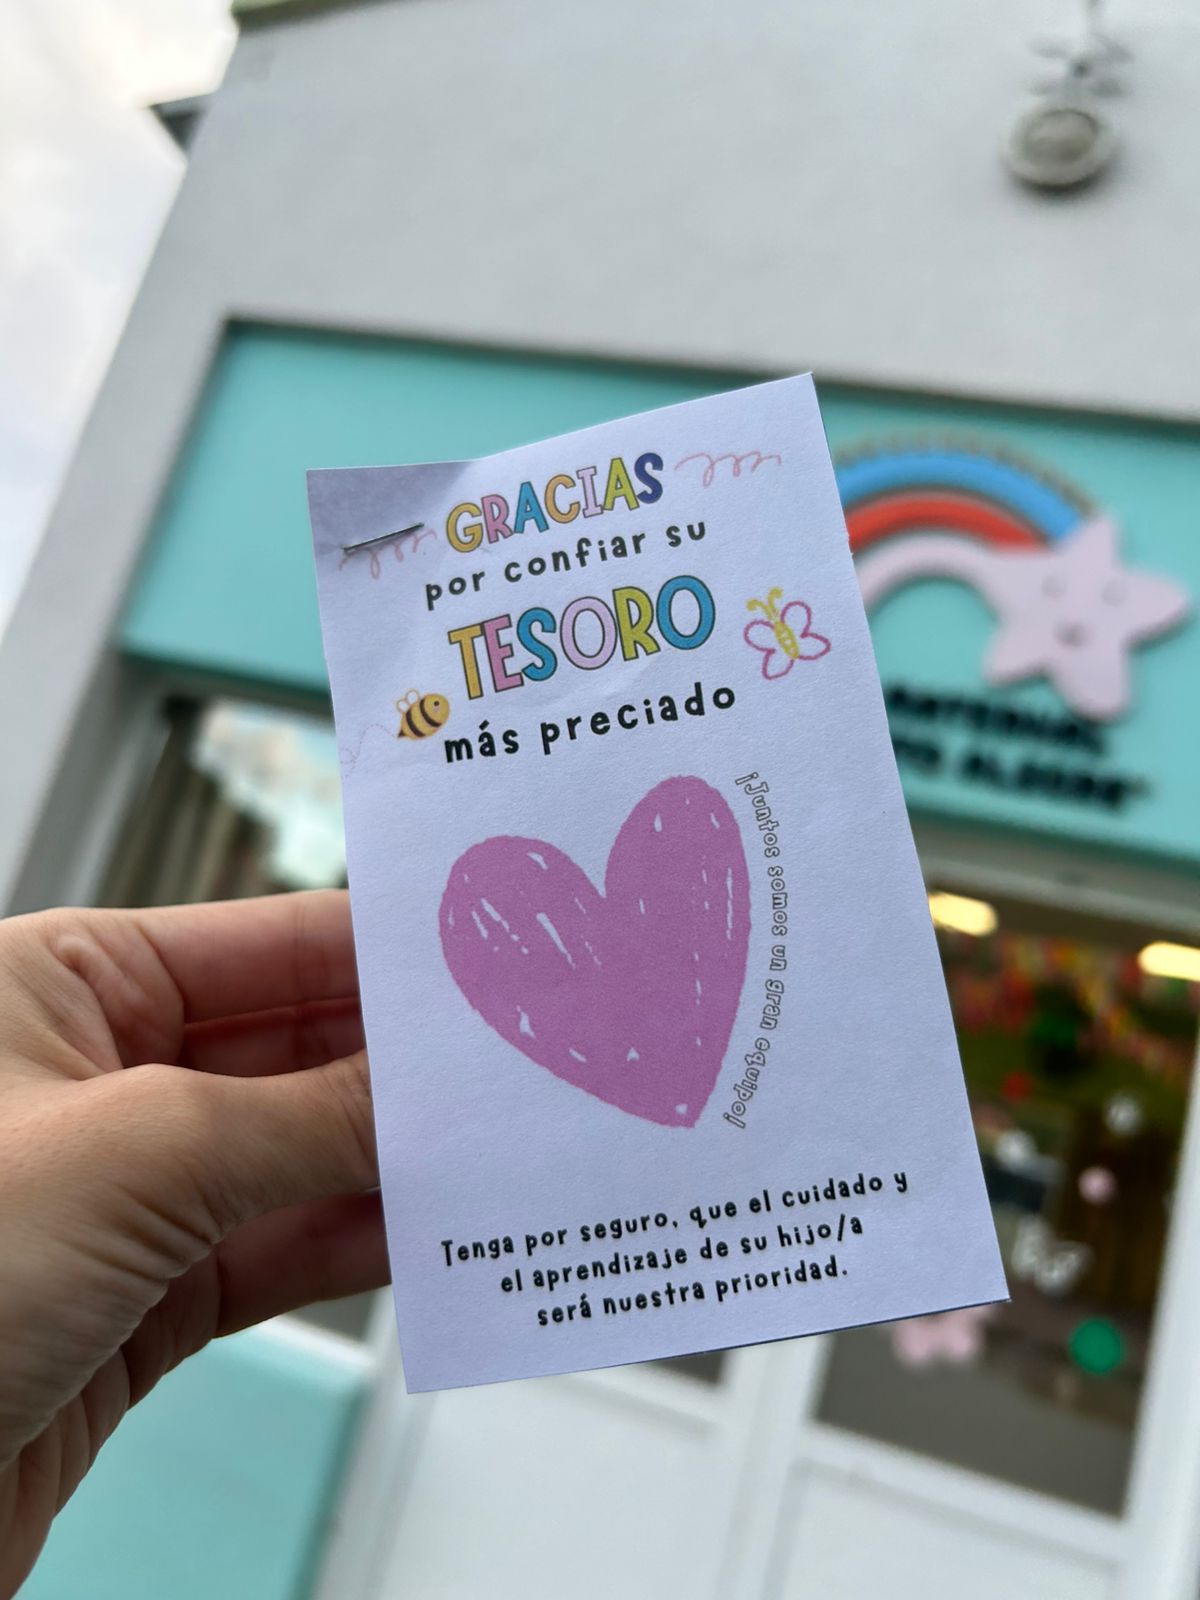 GRACIAS
por confiar su
TESORO
más preciado
¡Juntos somos un gran equipo!
Tenga por seguro, que el cuidado y
el aprendizaje de su hijo/a
será nuestra prioridad.